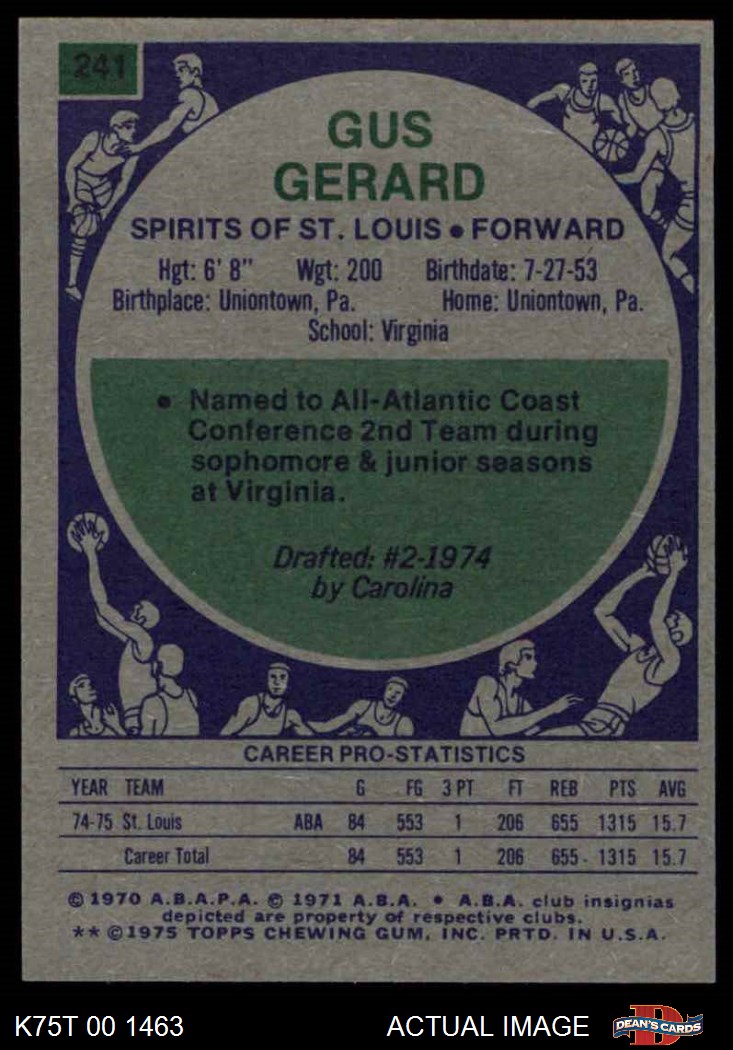 241
GUS
GERARD
SPIRITS OF ST. LOUIS • FORWARD
Hgt: 6' 8" Wgt: 200 Birthdate: 7-27-53
Birthplace: Uniontown, Pa. Home: Uniontown, Pa.
School: Virginia
• Named to All-Atlantic Coast
Conference 2nd Team during
sophomore & junior seasons
at Virginia.
Drafted: #2-1974
by Carolina
CAREER PRO-STATISTICS
YEAR TEAM G FG 3 PT FT REB PTS AVG
74-75 St. Louis ABA 84 553 1 206 655 1315 15.7
Career Total 84 553 1 206 655 1315 15.7
© 1970 A.B.A.P.A. © 1971 A.B.A. • A.B.A. club insignias
depicted are property of respective clubs.
** ©1975 TOPPS CHEWING GUM, INC. PRTD. IN U.S.A.
K75T 00 1463 ACTUAL IMAGE D DEAN'S CARDS